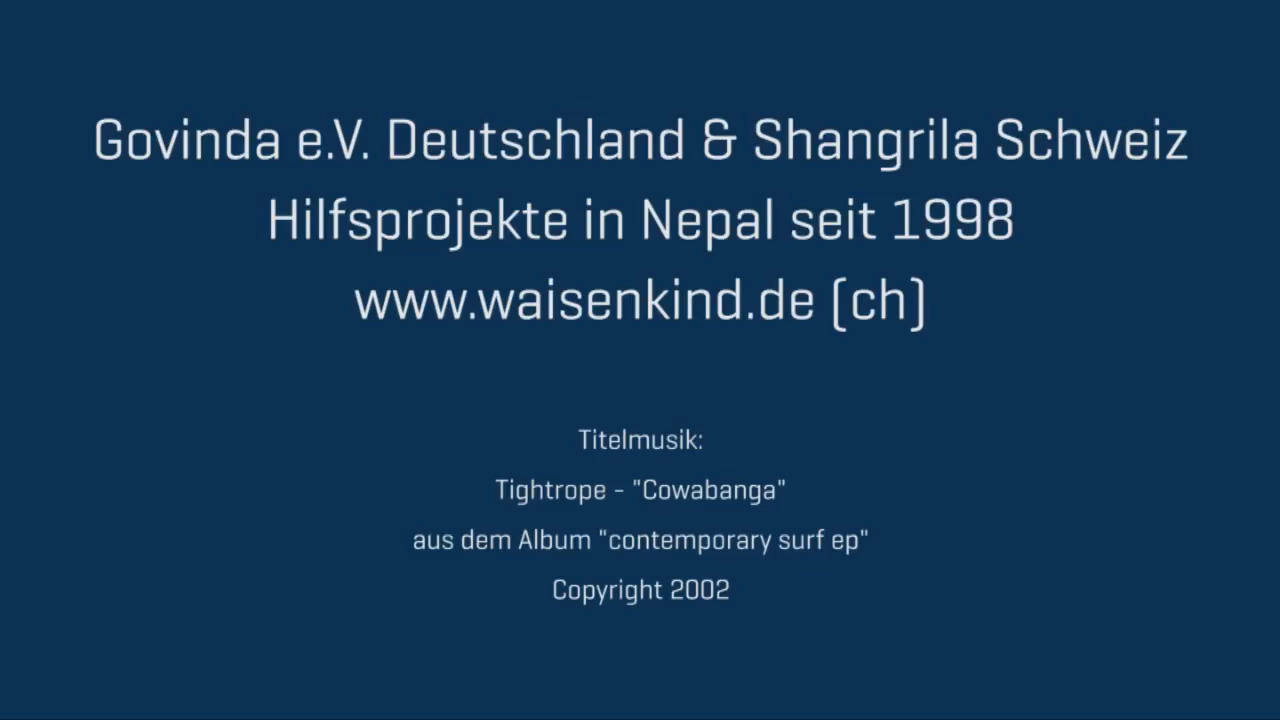 Govinda e.V. Deutschland & Shangrila Schweiz
Hilfsprojekte in Nepal seit 1998
www.waisenkind.de (ch)
Titelmusik:
Tightrope - "Cowabanga"
aus dem Album "contemporary surf ep"
Copyright 2002